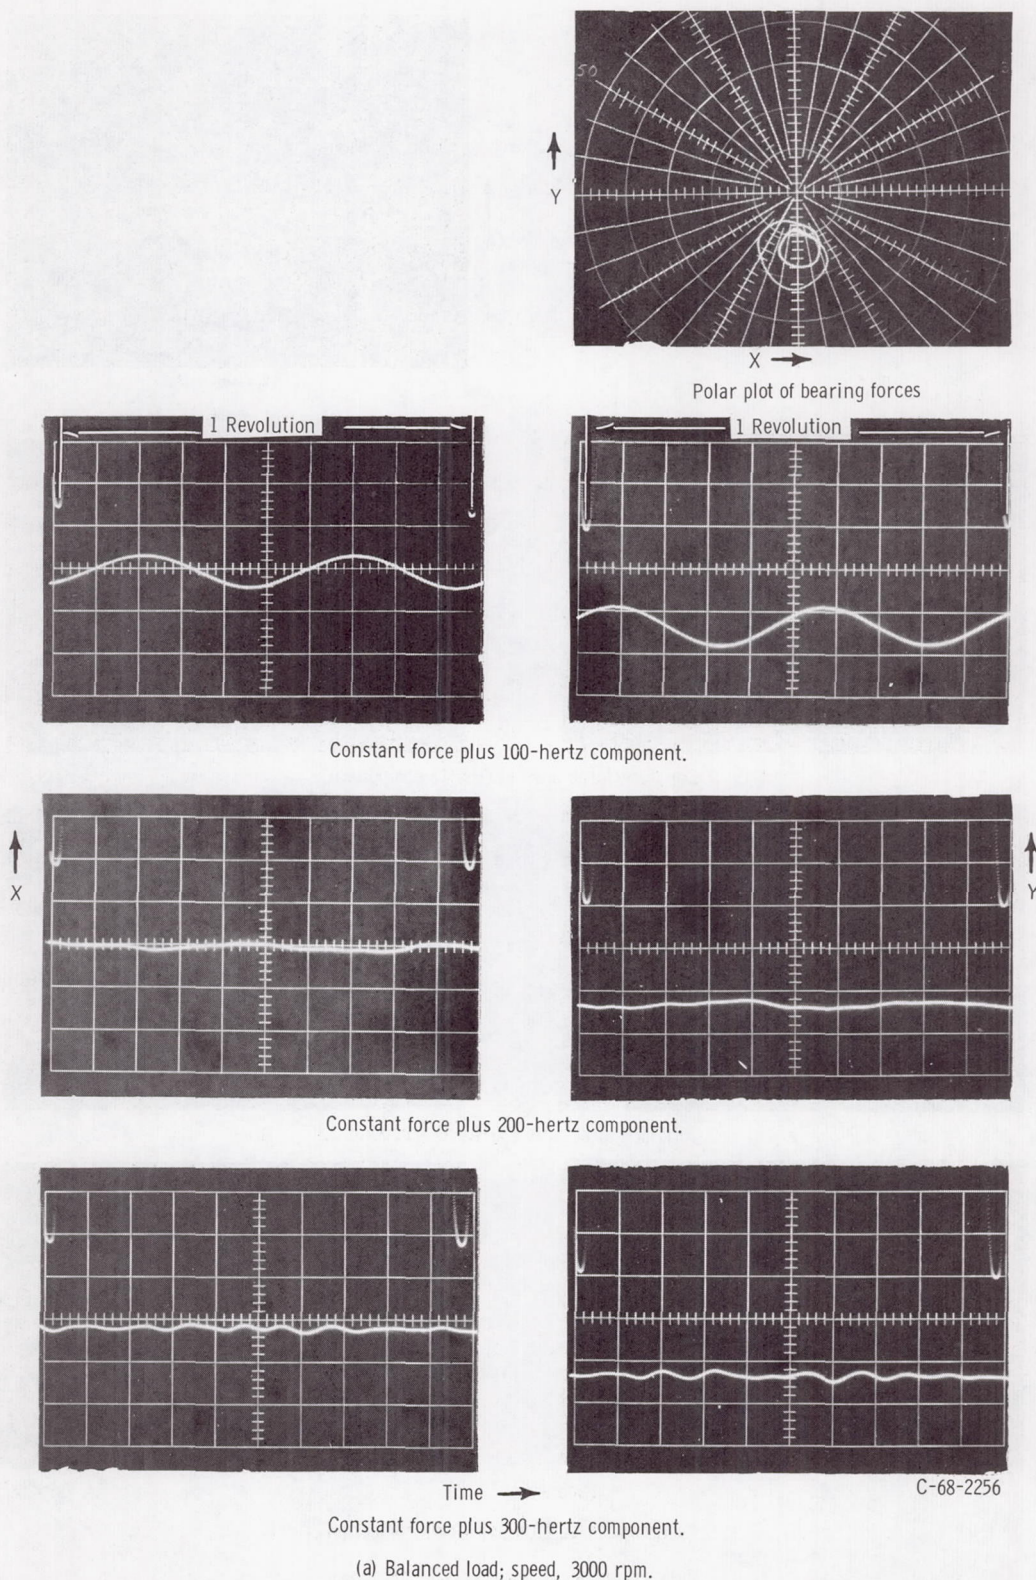 50
Y
X
Polar plot of bearing forces
1 Revolution
1 Revolution
Constant force plus 100-hertz component.
X
Y
Constant force plus 200-hertz component.
Time
C-68-2256
Constant force plus 300-hertz component.
(a) Balanced load; speed, 3000 rpm.